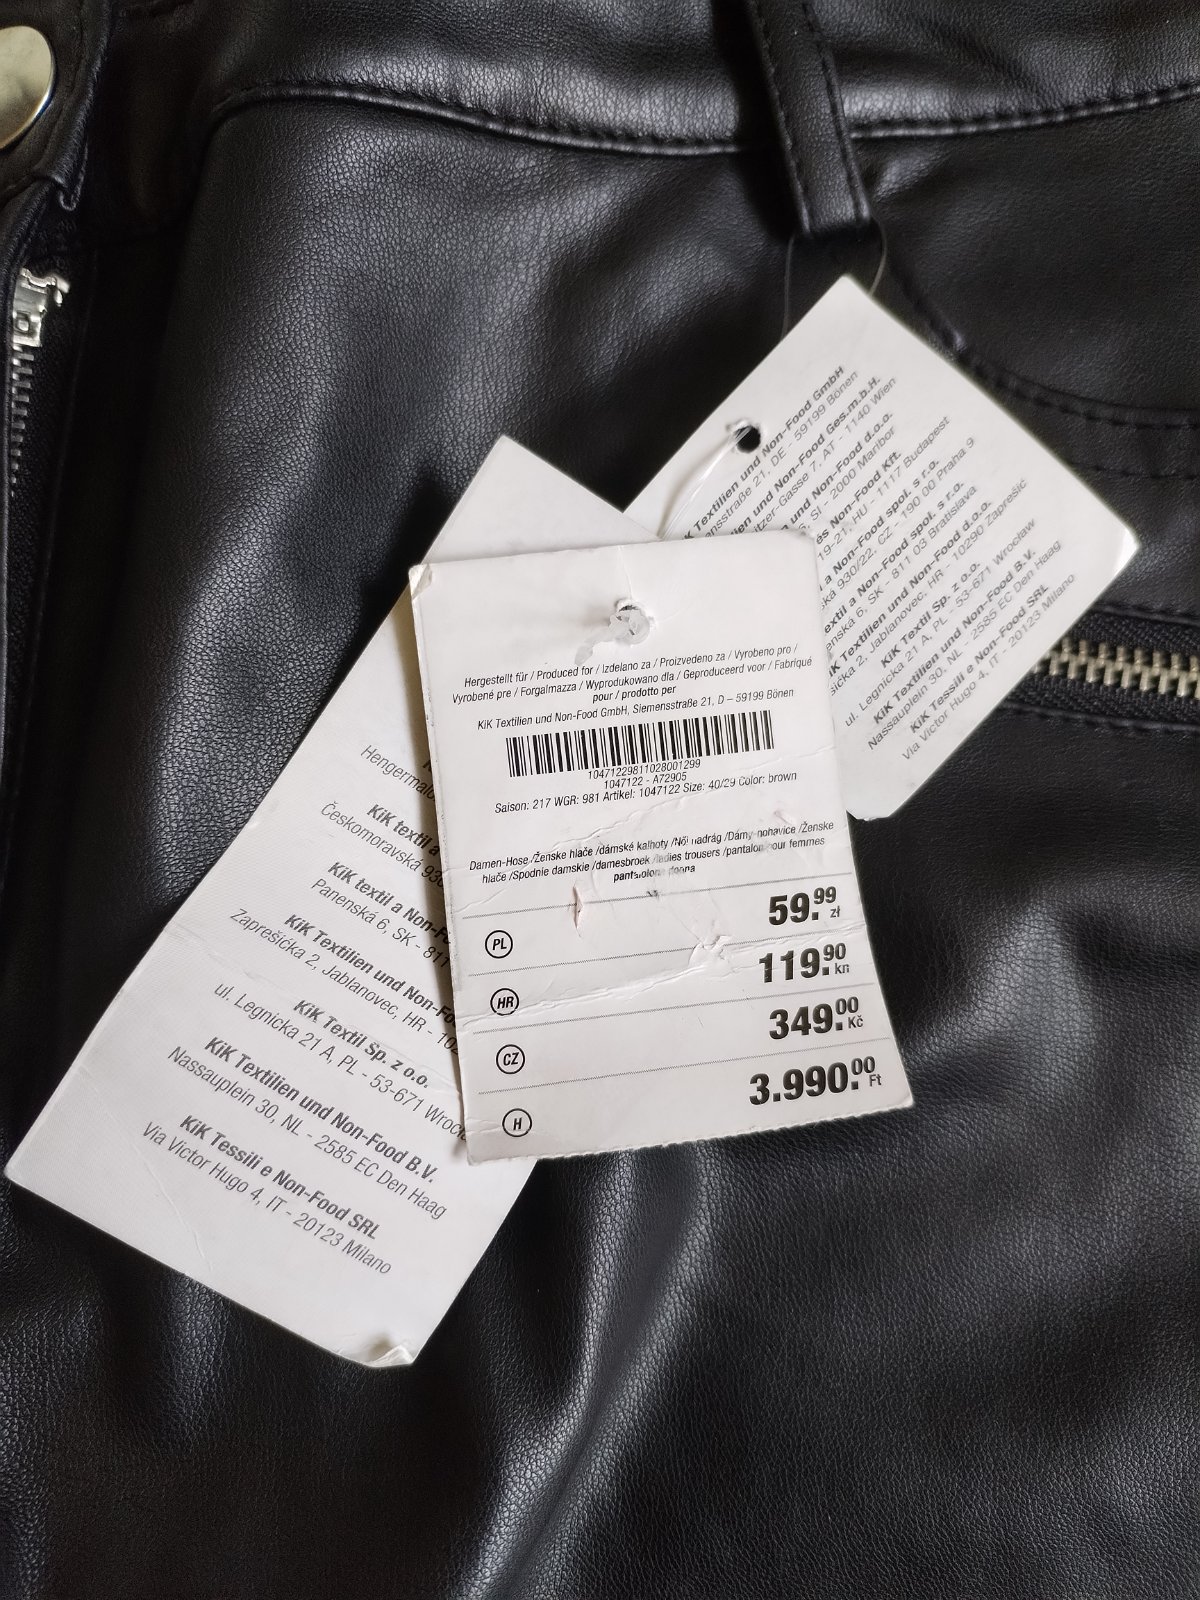 Textilien und Non-Food GmbH
21, DE - 59199 Bönen
und Non-Food Ges.m.b.H.
Gasse 7, AT - 1140 Wien
und Non-Food d.o.o.
SI - 2000 Maribor
és Non-Food Kft.
19-21, HU - 1117 Budapest
a Non-Food spol. s r.o.
930/22, CZ - 190 00 Praha 9
a Non-Food spol. s r.o.
6, SK - 811 03 Bratislava
Textilien und Non-Food d.o.o.
2, Jablanovec, HR - 10290 Zaprešić
KiK Textil Sp. z o.o.
ul. Legnicka 21 A, PL - 53-671 Wrocław
KiK Textilien und Non-Food B.V.
Nassauplein 30, NL - 2585 EC Den Haag
KiK Tessili e Non-Food SRL
Via Victor Hugo 4, IT - 20123 Milano
Hergestellt für / Produced for / Izdelano za / Proizvedeno za / Vyrobeno pro /
Vyrobené pre / Forgalmazza / Wyprodukowano dla / Geproduceerd voor / Fabriqué
pour / prodotto per
KiK Textilien und Non-Food GmbH, Siemensstraße 21, D – 59199 Bönen
10471229811028001299
1047122 - A72905
Saison: 217 WGR: 981 Artikel: 1047122 Size: 40/29 Color: brown
Damen-Hose /Ženske hlače /dámské kalhoty /Női nadrág /Dámy-nohavice /Ženske
hlače /Spodnie damskie /damesbroek /ladies trousers /pantalon pour femmes
59.99 zł
PL
119.90 kn
HR
349.00 Kč
CZ
3.990.00 Ft
H
KiK textil a
Českomoravská
KiK textil a Non-
Panenská 6, SK - 811
KiK Textilien und
Zaprešićka 2, Jablanovec, HR -
KiK Textil Sp. z o.o.
ul. Legnicka 21 A, PL - 53-671
KiK Textilien und Non-Food B.V.
Nassauplein 30, NL - 2585 EC Den Haag
KiK Tessili e Non-Food SRL
Via Victor Hugo 4, IT - 20123 Milano